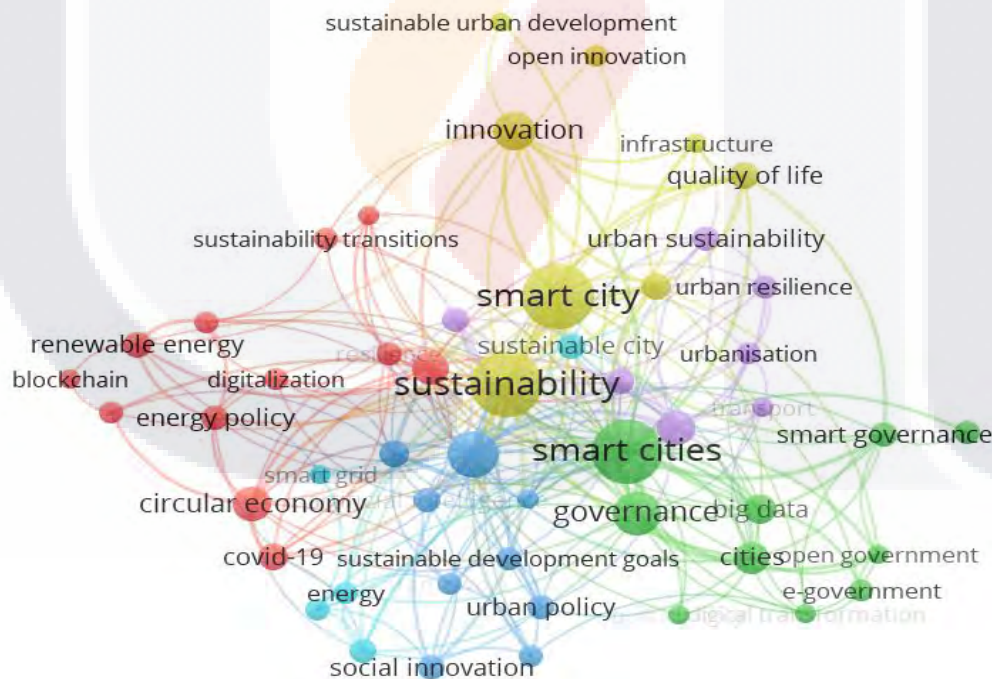 sustainable urban development
open innovation
innovation
infrastructure
quality of life
sustainability transitions
urban sustainability
smart city
urban resilience
renewable energy
sustainable city
urbanisation
blockchain
digitalization
sustainability
energy policy
transport
smart governance
smart cities
smart grid
circular economy
governance
big data
covid-19
sustainable development goals
cities
open government
energy
e-government
urban policy
social innovation